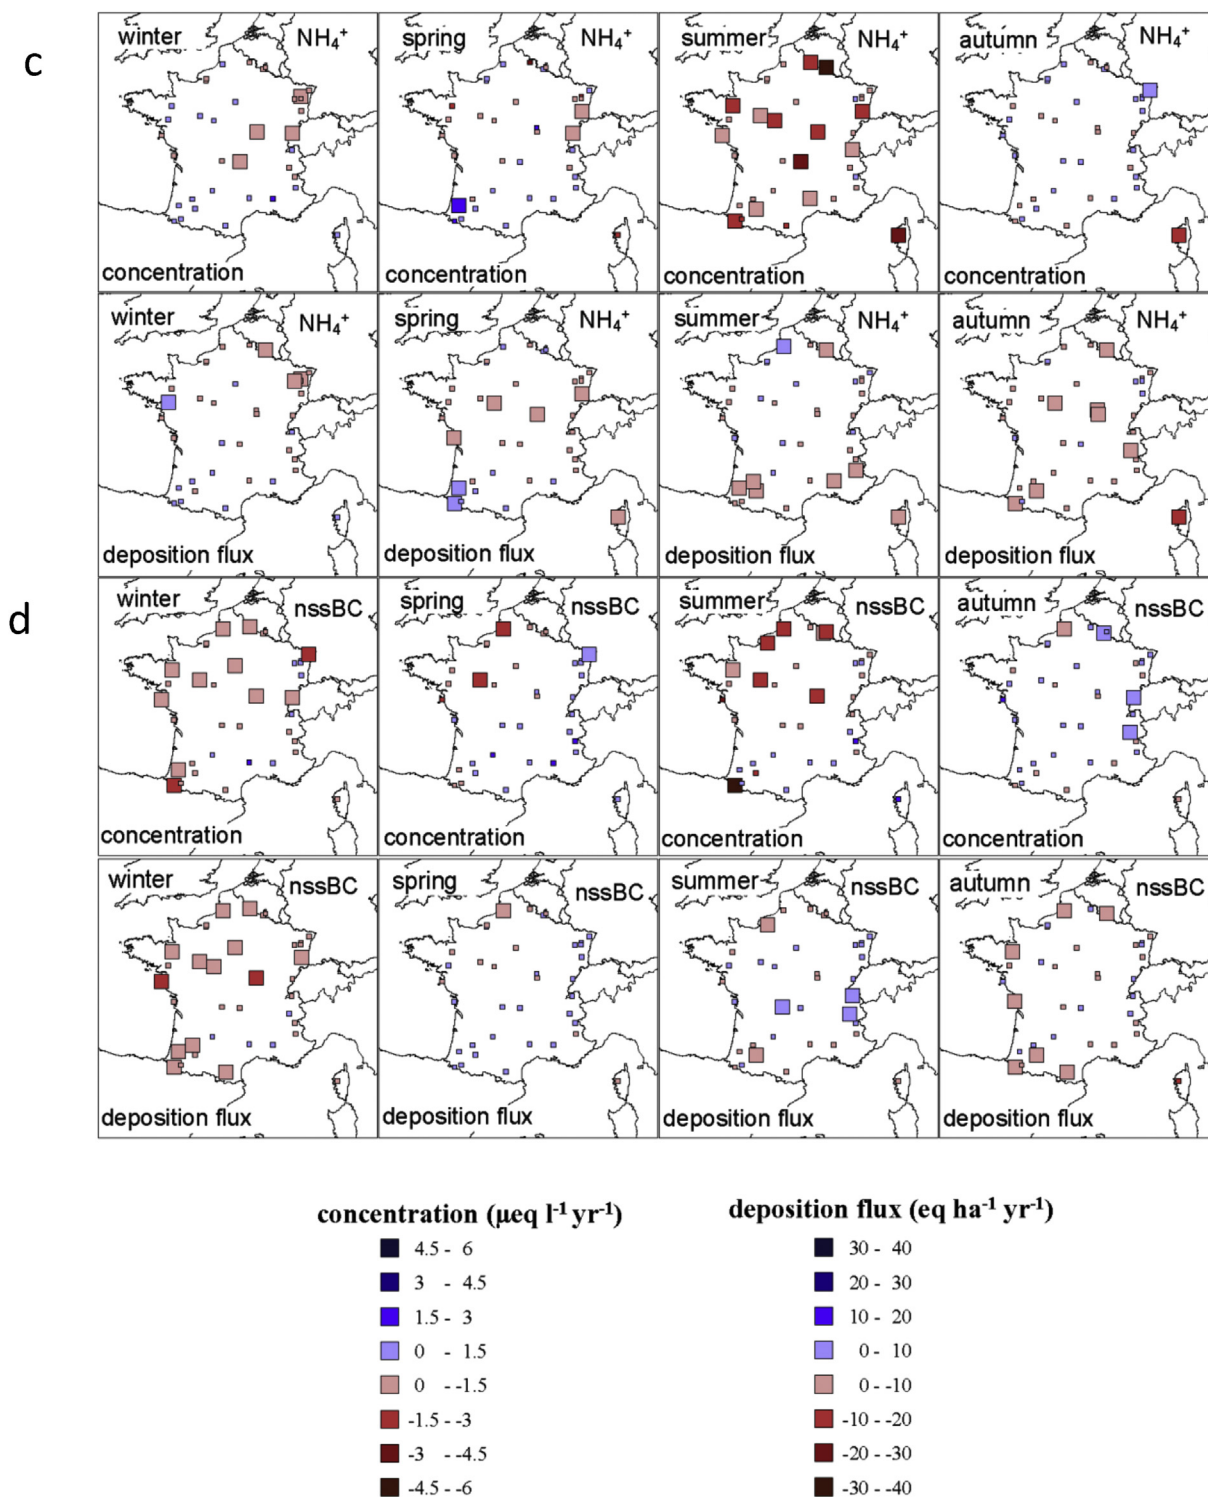 c
winter NH₄⁺ spring NH₄⁺ summer NH₄⁺ autumn NH₄⁺
concentration concentration concentration concentration
winter NH₄⁺ spring NH₄⁺ summer NH₄⁺ autumn NH₄⁺
deposition flux deposition flux deposition flux deposition flux
d
winter nssBC spring nssBC summer nssBC autumn nssBC
concentration concentration concentration concentration
winter nssBC spring nssBC summer nssBC autumn nssBC
deposition flux deposition flux deposition flux deposition flux
concentration (µeq l⁻¹ yr⁻¹)
4.5 - 6
3 - 4.5
1.5 - 3
0 - 1.5
0 - -1.5
-1.5 - -3
-3 - -4.5
-4.5 - -6
deposition flux (eq ha⁻¹ yr⁻¹)
30 - 40
20 - 30
10 - 20
0 - 10
0 - -10
-10 - -20
-20 - -30
-30 - -40